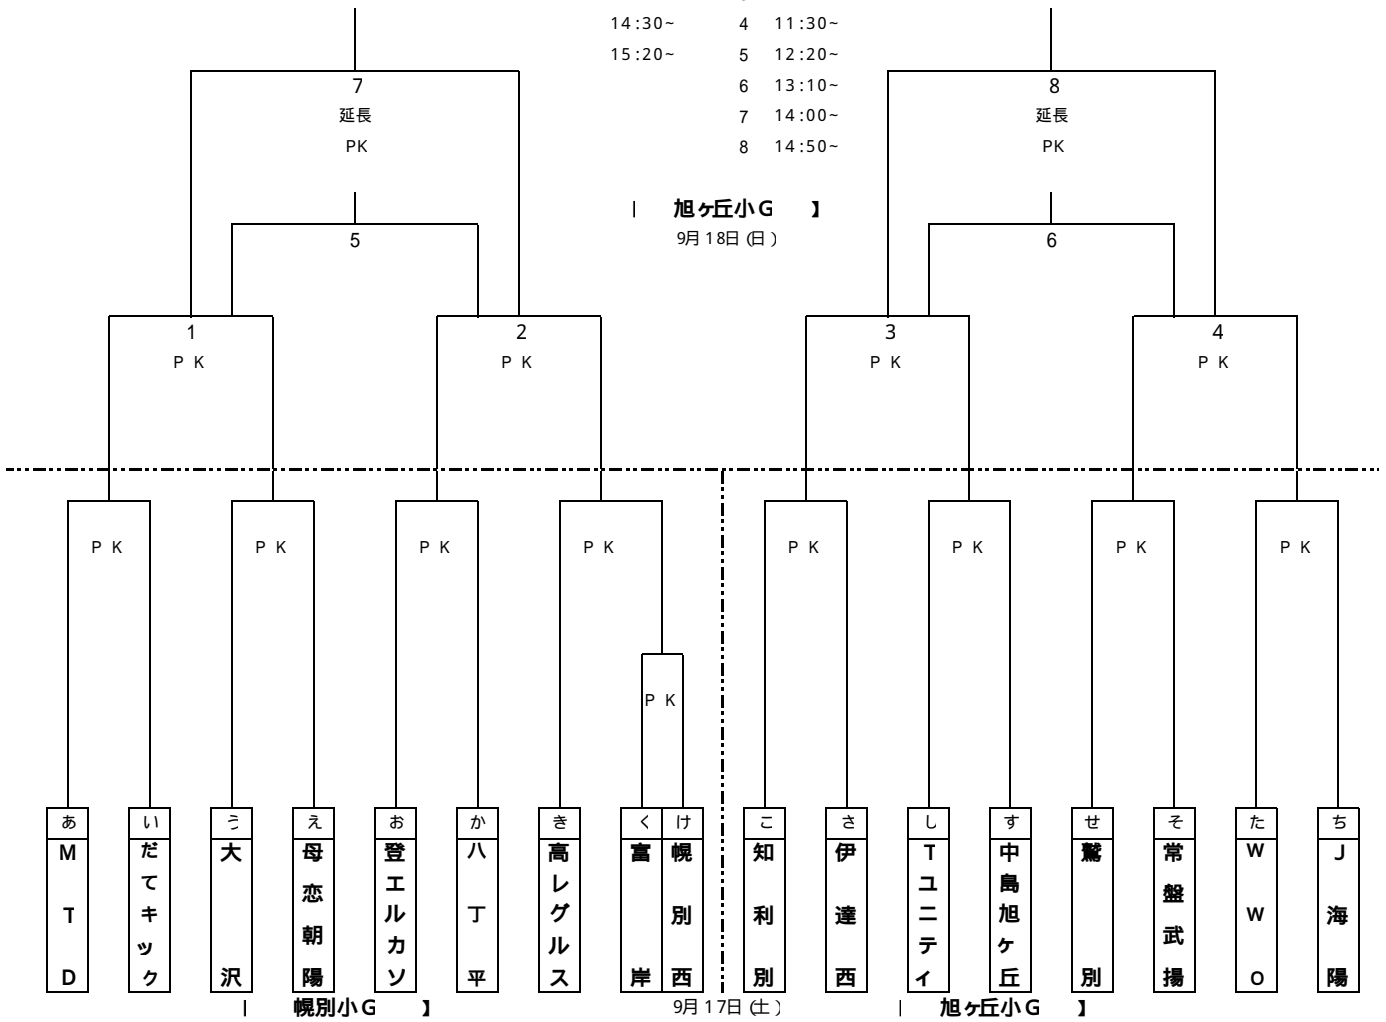 14:30~ 4 11:30~
15:20~ 5 12:20~
6 13:10~
7 14:00~
8 14:50~
7 8
延長 延長
PK PK
| 旭ヶ丘小G 】
9月18日(日)
5 6
1 2 3 4
PK PK PK PK
PK PK PK PK PK PK PK PK
PK
あ い う え お か き く け こ さ し す せ そ た ち
MTD
だてキック
大沢
母恋朝陽
登エルカソ
八丁平
高レグルス
富岸
幌別西
知利別
伊達西
Tユニティ
中島旭ヶ丘
鷲別
常盤武揚
WWO
J海陽
| 幌別小G 】 9月17日(土) | 旭ヶ丘小G 】